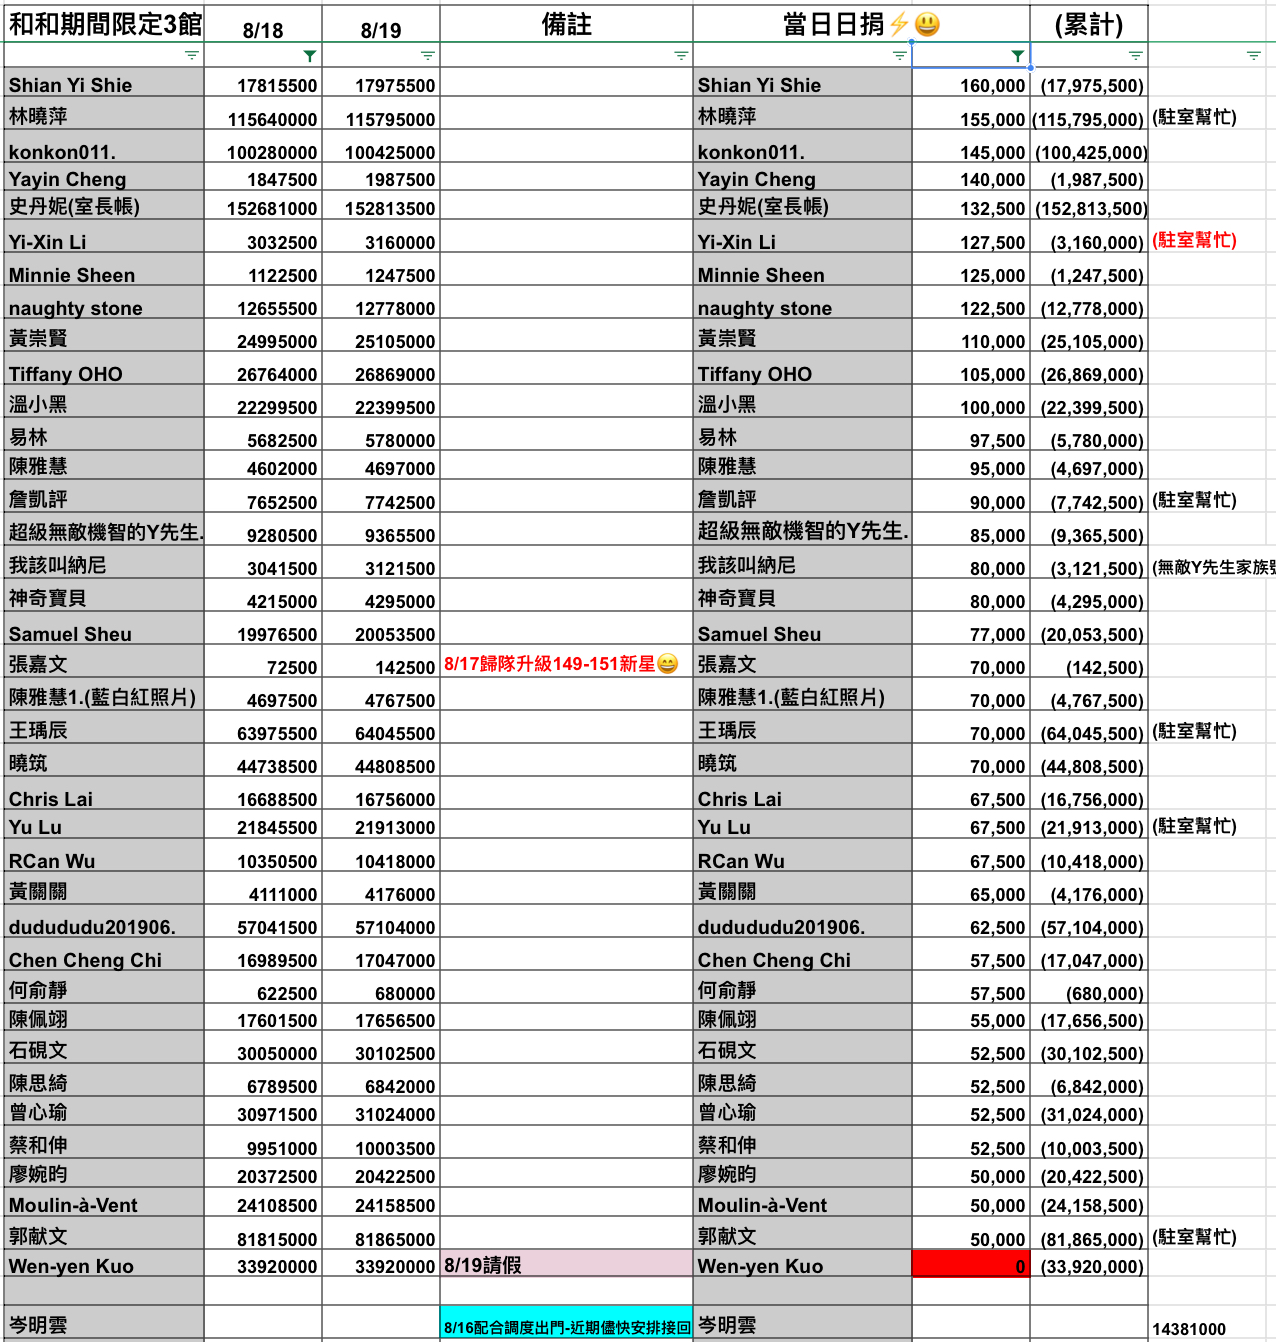 和和期間限定3館 8/18 8/19 備註 當日日捐⚡😃 (累計)
Shian Yi Shie 17815500 17975500 Shian Yi Shie 160,000 (17,975,500)
林曉萍 115640000 115795000 林曉萍 155,000 (115,795,000) (駐室幫忙)
konkon011. 100280000 100425000 konkon011. 145,000 (100,425,000)
Yayin Cheng 1847500 1987500 Yayin Cheng 140,000 (1,987,500)
史丹妮(室長帳) 152681000 152813500 史丹妮(室長帳) 132,500 (152,813,500)
Yi-Xin Li 3032500 3160000 Yi-Xin Li 127,500 (3,160,000) (駐室幫忙)
Minnie Sheen 1122500 1247500 Minnie Sheen 125,000 (1,247,500)
naughty stone 12655500 12778000 naughty stone 122,500 (12,778,000)
黃崇賢 24995000 25105000 黃崇賢 110,000 (25,105,000)
Tiffany OHO 26764000 26869000 Tiffany OHO 105,000 (26,869,000)
溫小黑 22299500 22399500 溫小黑 100,000 (22,399,500)
易林 5682500 5780000 易林 97,500 (5,780,000)
陳雅慧 4602000 4697000 陳雅慧 95,000 (4,697,000)
詹凱評 7652500 7742500 詹凱評 90,000 (7,742,500) (駐室幫忙)
超級無敵機智的Y先生. 9280500 9365500 超級無敵機智的Y先生. 85,000 (9,365,500)
我該叫納尼 3041500 3121500 我該叫納尼 80,000 (3,121,500) (無敵Y先生家族
神奇寶貝 4215000 4295000 神奇寶貝 80,000 (4,295,000)
Samuel Sheu 19976500 20053500 Samuel Sheu 77,000 (20,053,500)
張嘉文 72500 142500 8/17歸隊升級149-151新星😄 張嘉文 70,000 (142,500)
陳雅慧1.(藍白紅照片) 4697500 4767500 陳雅慧1.(藍白紅照片) 70,000 (4,767,500)
王瑀辰 63975500 64045500 王瑀辰 70,000 (64,045,500) (駐室幫忙)
曉筑 44738500 44808500 曉筑 70,000 (44,808,500)
Chris Lai 16688500 16756000 Chris Lai 67,500 (16,756,000)
Yu Lu 21845500 21913000 Yu Lu 67,500 (21,913,000) (駐室幫忙)
RCan Wu 10350500 10418000 RCan Wu 67,500 (10,418,000)
黃關關 4111000 4176000 黃關關 65,000 (4,176,000)
dudududu201906. 57041500 57104000 dudududu201906. 62,500 (57,104,000)
Chen Cheng Chi 16989500 17047000 Chen Cheng Chi 57,500 (17,047,000)
何俞靜 622500 680000 何俞靜 57,500 (680,000)
陳佩翊 17601500 17656500 陳佩翊 55,000 (17,656,500)
石硯文 30050000 30102500 石硯文 52,500 (30,102,500)
陳思綺 6789500 6842000 陳思綺 52,500 (6,842,000)
曾心瑜 30971500 31024000 曾心瑜 52,500 (31,024,000)
蔡和伸 9951000 10003500 蔡和伸 52,500 (10,003,500)
廖婉昀 20372500 20422500 廖婉昀 50,000 (20,422,500)
Moulin-à-Vent 24108500 24158500 Moulin-à-Vent 50,000 (24,158,500)
郭献文 81815000 81865000 郭献文 50,000 (81,865,000) (駐室幫忙)
Wen-yen Kuo 33920000 33920000 8/19請假 Wen-yen Kuo 0 (33,920,000)
岑明雲 8/16配合調度出門-近期儘快安排接回 岑明雲 14381000